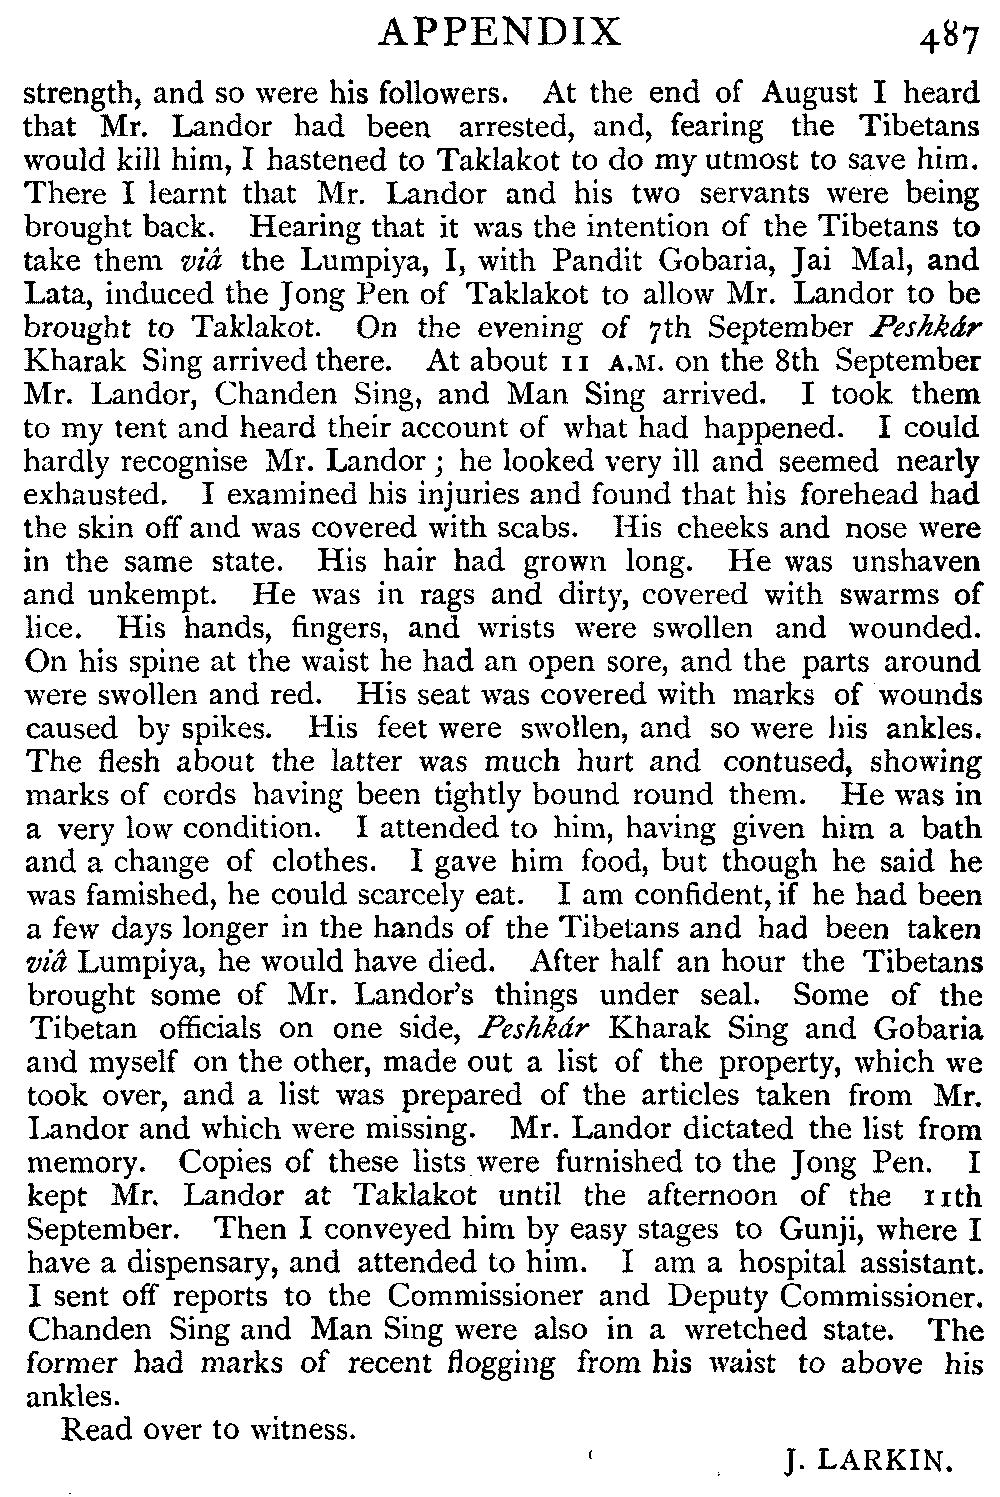 APPENDIX 487
strength, and so were his followers. At the end of August I heard
that Mr. Landor had been arrested, and, fearing the Tibetans
would kill him, I hastened to Taklakot to do my utmost to save him.
There I learnt that Mr. Landor and his two servants were being
brought back. Hearing that it was the intention of the Tibetans to
take them viâ the Lumpiya, I, with Pandit Gobaria, Jai Mal, and
Lata, induced the Jong Pen of Taklakot to allow Mr. Landor to be
brought to Taklakot. On the evening of 7th September Peshkár
Kharak Sing arrived there. At about 11 A.M. on the 8th September
Mr. Landor, Chanden Sing, and Man Sing arrived. I took them
to my tent and heard their account of what had happened. I could
hardly recognise Mr. Landor; he looked very ill and seemed nearly
exhausted. I examined his injuries and found that his forehead had
the skin off and was covered with scabs. His cheeks and nose were
in the same state. His hair had grown long. He was unshaven
and unkempt. He was in rags and dirty, covered with swarms of
lice. His hands, fingers, and wrists were swollen and wounded.
On his spine at the waist he had an open sore, and the parts around
were swollen and red. His seat was covered with marks of wounds
caused by spikes. His feet were swollen, and so were his ankles.
The flesh about the latter was much hurt and contused, showing
marks of cords having been tightly bound round them. He was in
a very low condition. I attended to him, having given him a bath
and a change of clothes. I gave him food, but though he said he
was famished, he could scarcely eat. I am confident, if he had been
a few days longer in the hands of the Tibetans and had been taken
viâ Lumpiya, he would have died. After half an hour the Tibetans
brought some of Mr. Landor's things under seal. Some of the
Tibetan officials on one side, Peshkár Kharak Sing and Gobaria
and myself on the other, made out a list of the property, which we
took over, and a list was prepared of the articles taken from Mr.
Landor and which were missing. Mr. Landor dictated the list from
memory. Copies of these lists were furnished to the Jong Pen. I
kept Mr. Landor at Taklakot until the afternoon of the 11th
September. Then I conveyed him by easy stages to Gunji, where I
have a dispensary, and attended to him. I am a hospital assistant.
I sent off reports to the Commissioner and Deputy Commissioner.
Chanden Sing and Man Sing were also in a wretched state. The
former had marks of recent flogging from his waist to above his
ankles.
Read over to witness.
J. LARKIN.